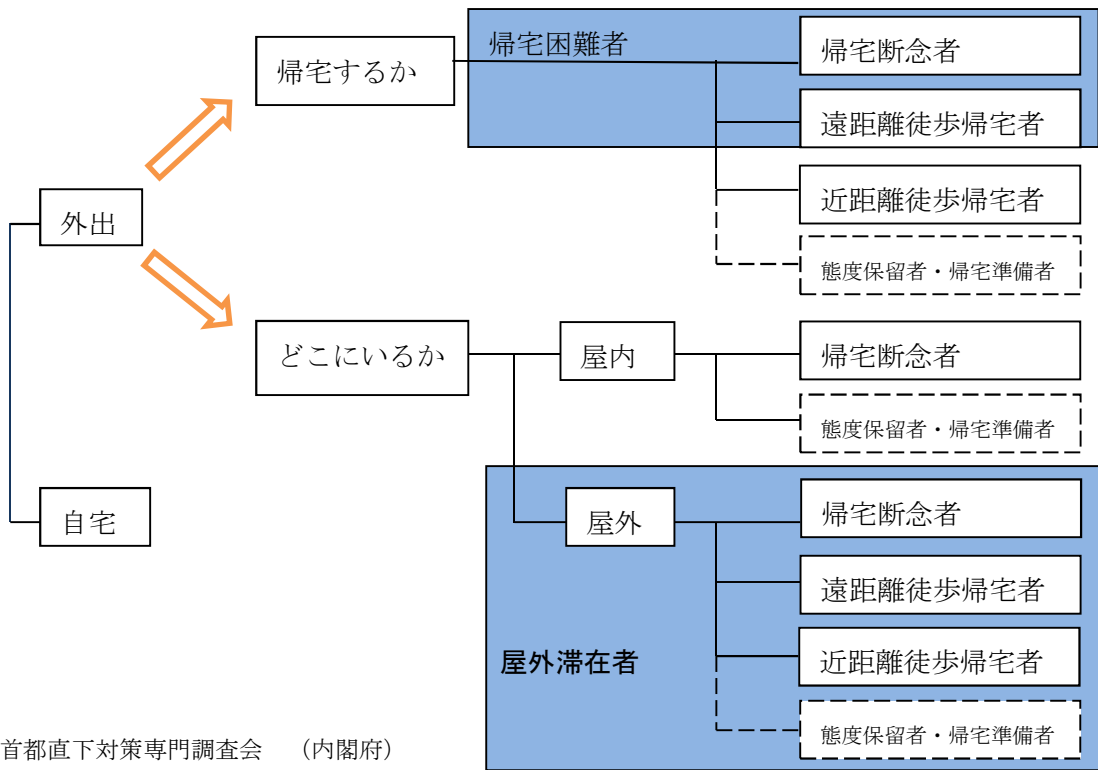 帰宅困難者
帰宅するか
帰宅断念者
遠距離徒歩帰宅者
近距離徒歩帰宅者
態度保留者・帰宅準備者
外出
どこにいるか
屋内
帰宅断念者
態度保留者・帰宅準備者
自宅
屋外
帰宅断念者
遠距離徒歩帰宅者
屋外滞在者
近距離徒歩帰宅者
態度保留者・帰宅準備者
首都直下対策専門調査会　（内閣府）